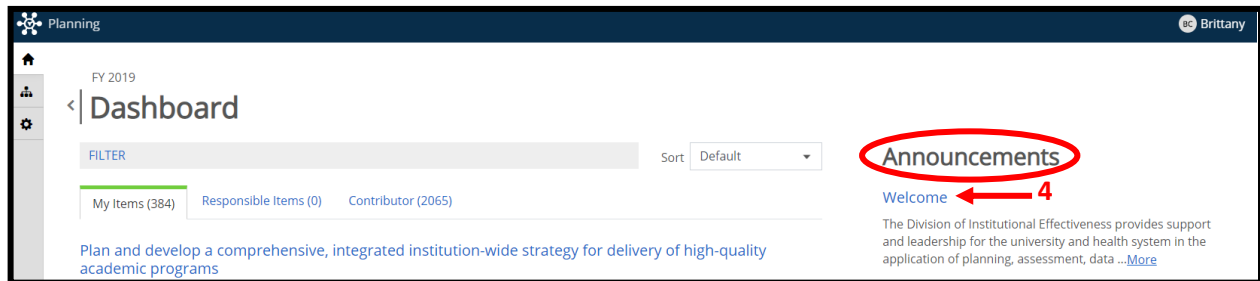 Planning
BC Brittany
FY 2019
Dashboard
FILTER
Sort Default
My Items (384) Responsible Items (0) Contributor (2065)
Plan and develop a comprehensive, integrated institution-wide strategy for delivery of high-quality
academic programs
Announcements
Welcome 4
The Division of Institutional Effectiveness provides support
and leadership for the university and health system in the
application of planning, assessment, data ...More